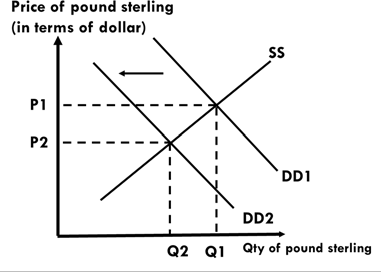 Price of pound sterling
(in terms of dollar)
SS
P1
P2
DD1
DD2
Q2 Q1 Qty of pound sterling